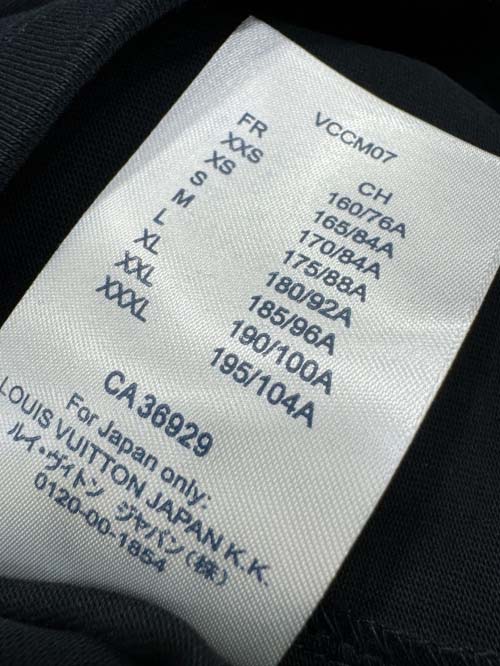 VCCM07
FR CH
XXS 160/76A
XS 165/84A
S 170/84A
M 175/88A
L 180/92A
XL 185/96A
XXL 190/100A
XXXL 195/104A
CA 36929
For Japan only:
LOUIS VUITTON JAPAN K.K.
ルイ・ヴィトン ジャパン(株)
0120-00-1854